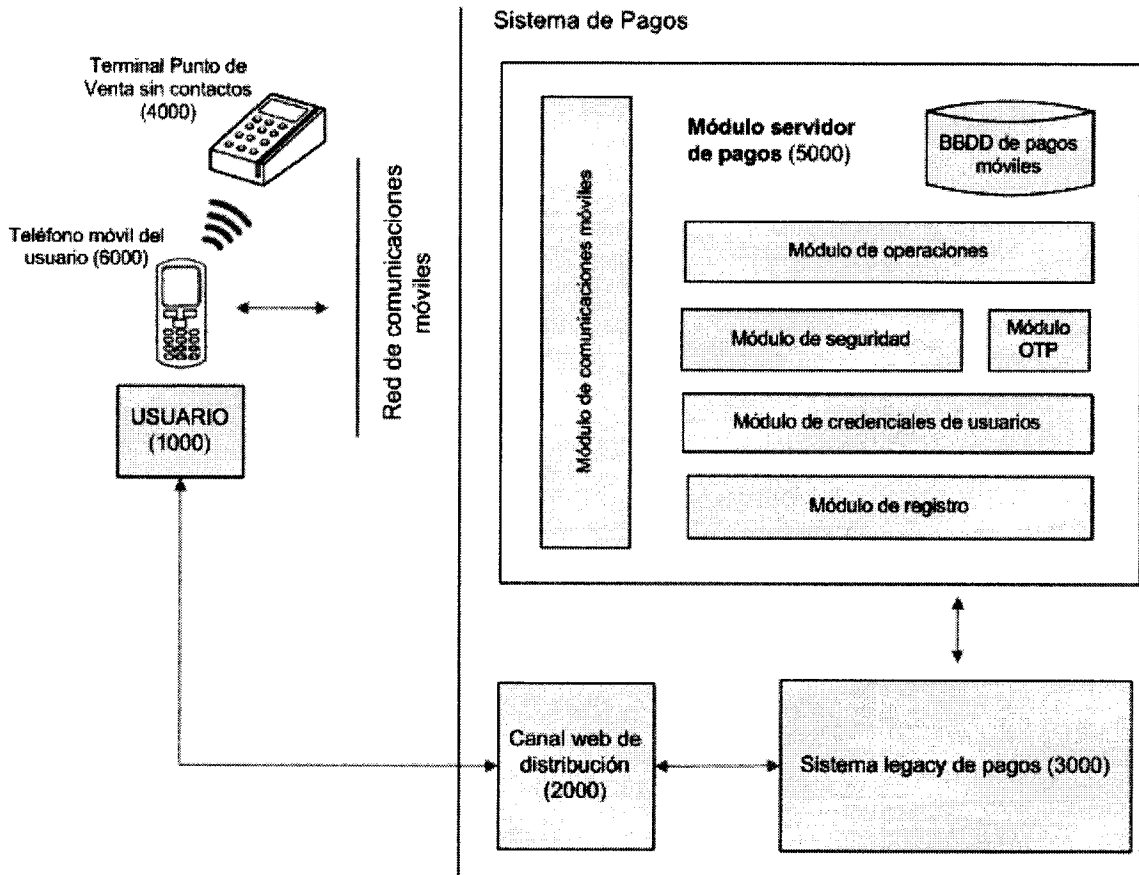 Sistema de Pagos
Terminal Punto de
Venta sin contactos
(4000)
Teléfono móvil del
usuario (6000)
Red de comunicaciones
móviles
USUARIO
(1000)
Módulo de comunicaciones móviles
Módulo servidor
de pagos (5000)
BBDD de pagos
móviles
Módulo de operaciones
Módulo de seguridad
Módulo
OTP
Módulo de credenciales de usuarios
Módulo de registro
Canal web de
distribución
(2000)
Sistema legacy de pagos (3000)